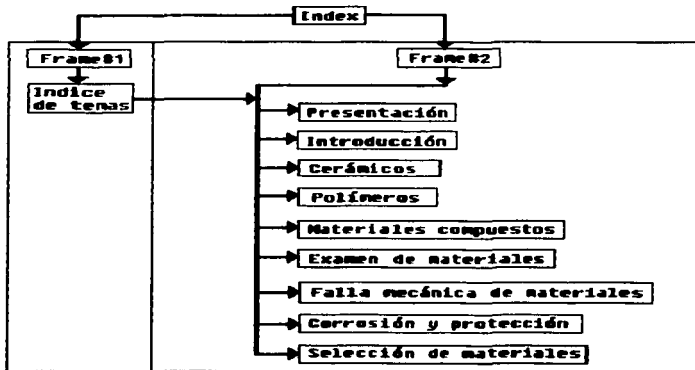 Index
Frame#1
Frame#2
Indice
de temas
Presentación
Introducción
Cerámicos
Polímeros
Materiales compuestos
Examen de materiales
Falla mecánica de materiales
Corrosión y protección
Selección de materiales